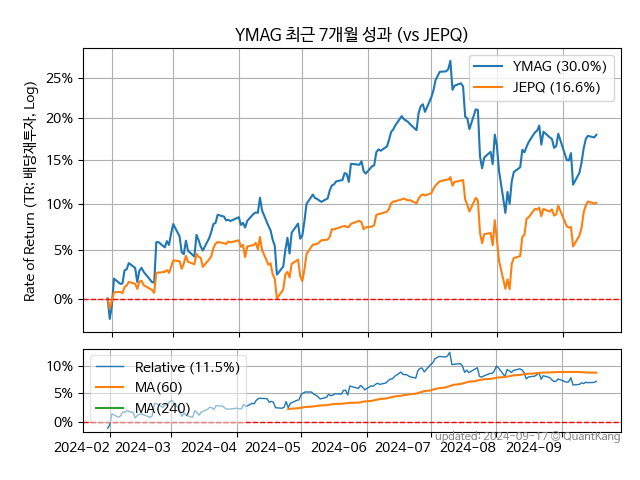 YMAG 최근 7개월 성과 (vs JEPQ)
Rate of Return (TR: 배당재투자, Log)
25%
20%
15%
10%
5%
0%
YMAG (30.0%)
JEPQ (16.6%)
10%
5%
0%
Relative (11.5%)
MA(60)
MA(240)
2024-02 2024-03 2024-04 2024-05 2024-06 2024-07 2024-08 2024-09
updated: 2024-09-17 © QuantKang